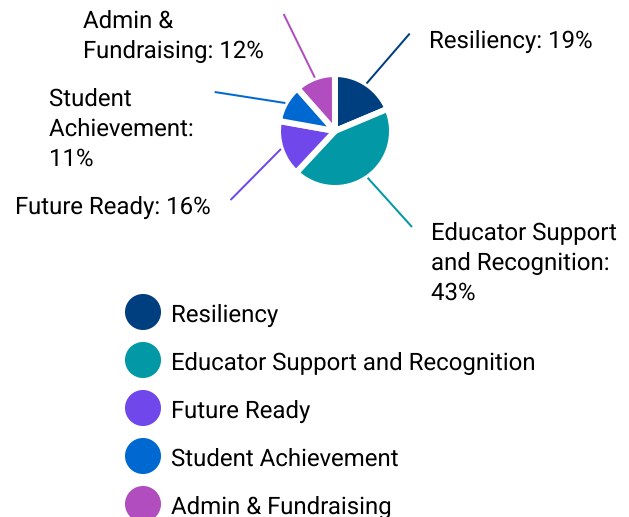 Admin &
Fundraising: 12%
Resiliency: 19%
Student
Achievement:
11%
Future Ready: 16%
Educator Support
and Recognition:
43%
Resiliency
Educator Support and Recognition
Future Ready
Student Achievement
Admin & Fundraising